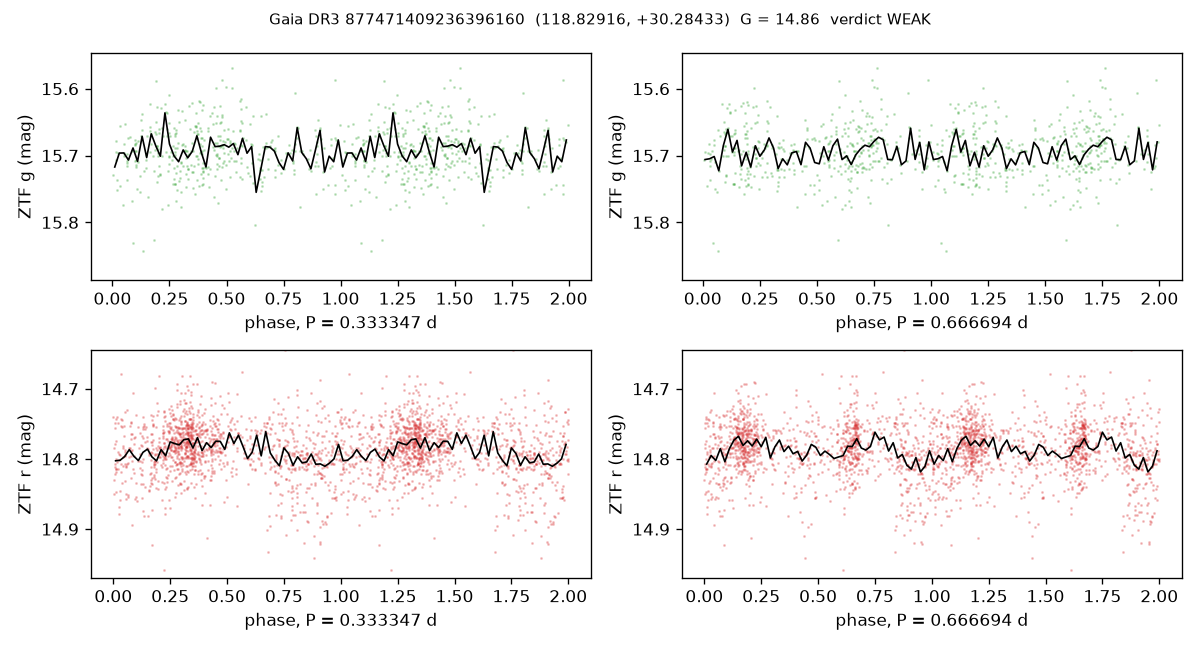 Gaia DR3 877471409236396160  (118.82916, +30.28433)  G = 14.86  verdict WEAK
ZTF g (mag)
15.6
15.7
15.8
0.00 0.25 0.50 0.75 1.00 1.25 1.50 1.75 2.00
phase, P = 0.333347 d
ZTF g (mag)
15.6
15.7
15.8
0.00 0.25 0.50 0.75 1.00 1.25 1.50 1.75 2.00
phase, P = 0.666694 d
ZTF r (mag)
14.7
14.8
14.9
0.00 0.25 0.50 0.75 1.00 1.25 1.50 1.75 2.00
phase, P = 0.333347 d
ZTF r (mag)
14.7
14.8
14.9
0.00 0.25 0.50 0.75 1.00 1.25 1.50 1.75 2.00
phase, P = 0.666694 d